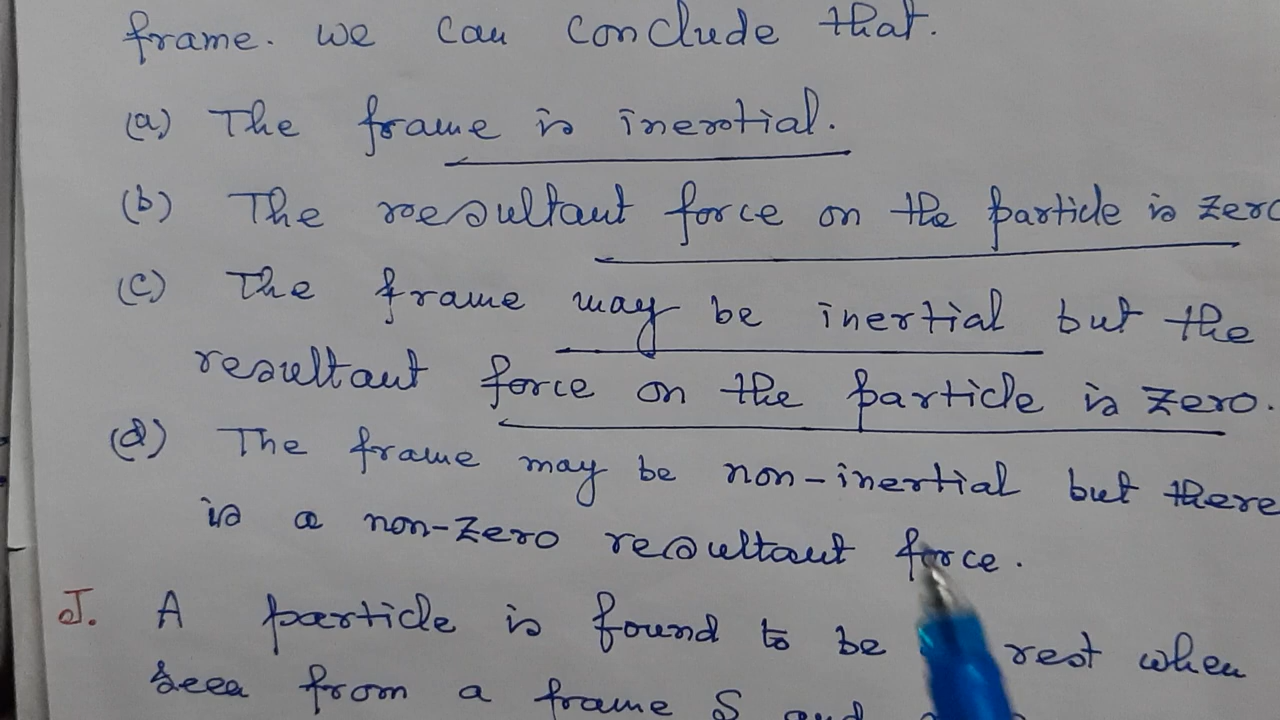 frame. we can conclude that.
(a) The frame is inertial.
(b) The resultant force on the particle is zero
(c) The frame may be inertial but the
resultant force on the particle is zero.
(d) The frame may be non-inertial but there
is a non-zero resultant force.
J. A particle is found to be rest when
seen from a frame S and